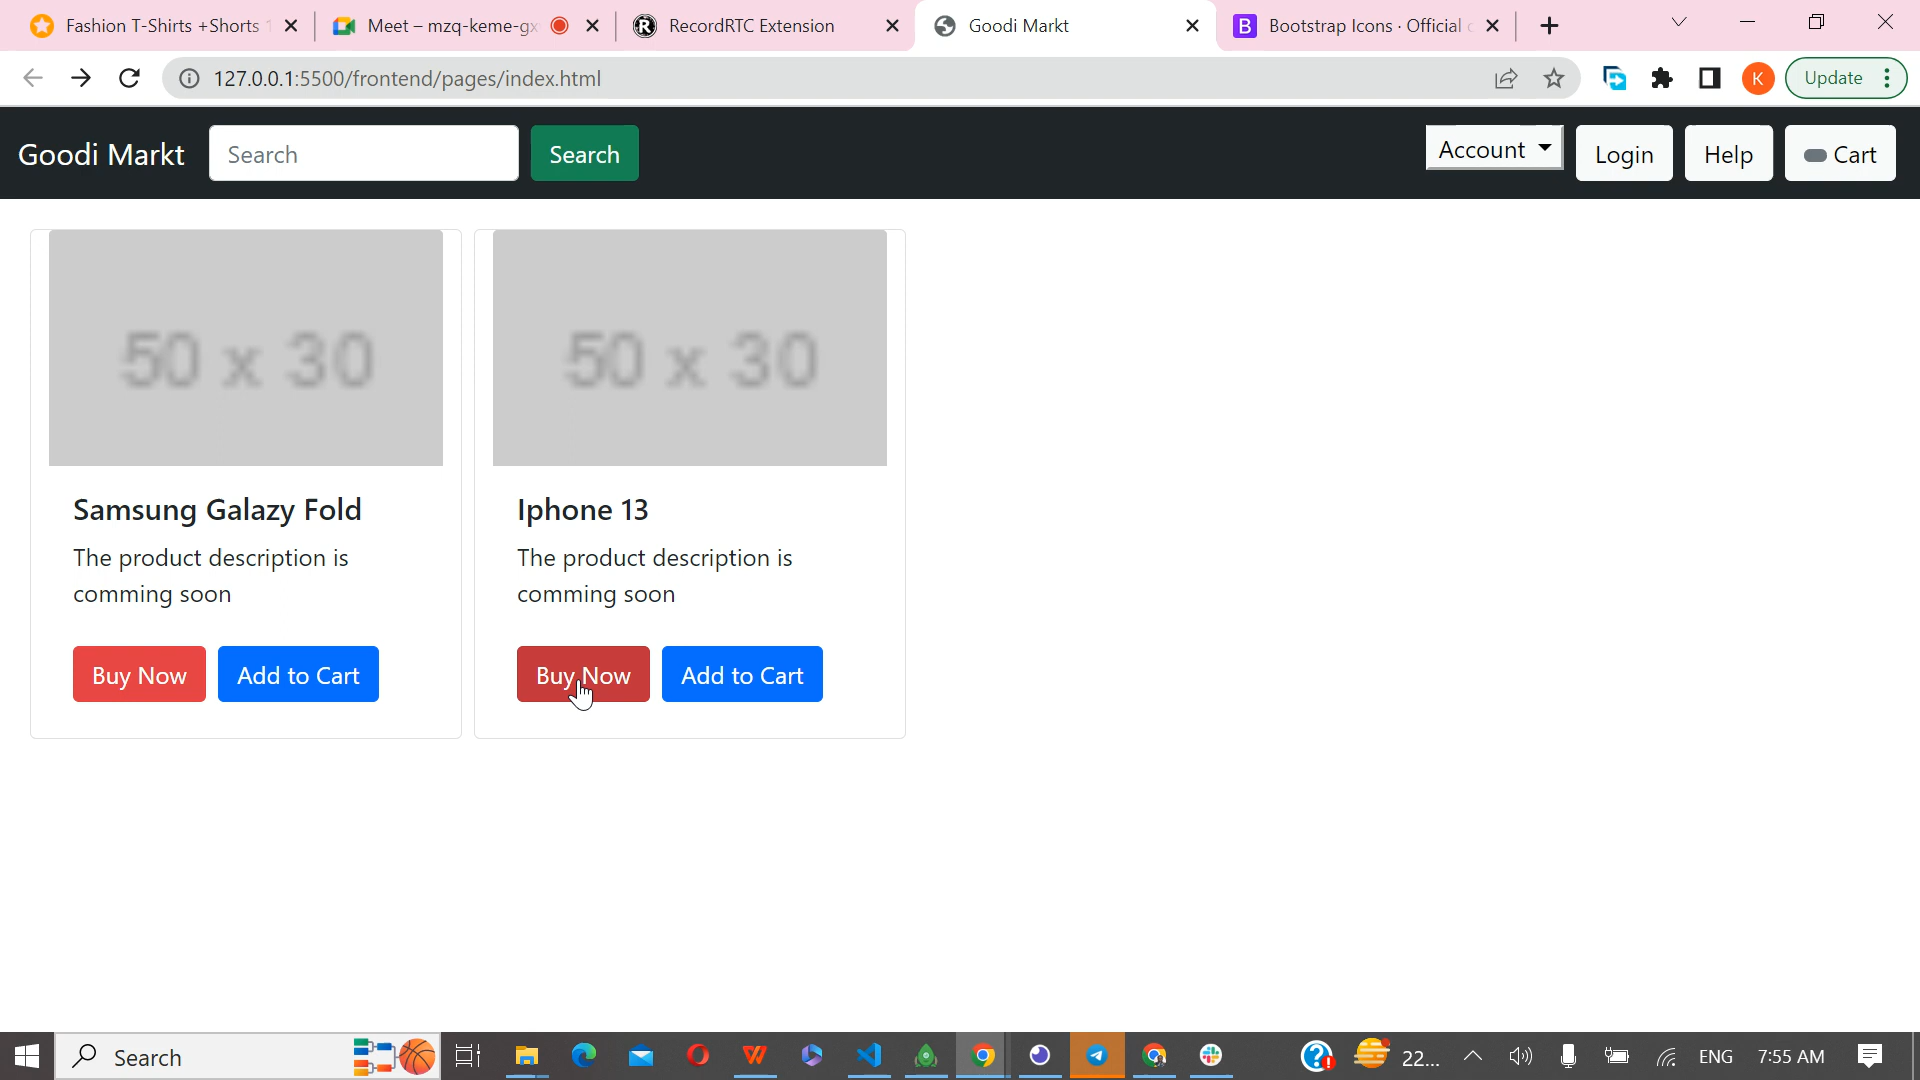 Fashion T-Shirts +Shorts
Meet – mzq-keme-gx
RecordRTC Extension
Goodi Markt
B
Bootstrap Icons · Official
127.0.0.1:5500/frontend/pages/index.html
K
Update
Goodi Markt
Search
Search
Account
Login
Help
Cart
50 x 30
50 x 30
Samsung Galazy Fold
Iphone 13
The product description is
comming soon
The product description is
comming soon
Buy Now
Add to Cart
Buy Now
Add to Cart
Search
22...
ENG
7:55 AM